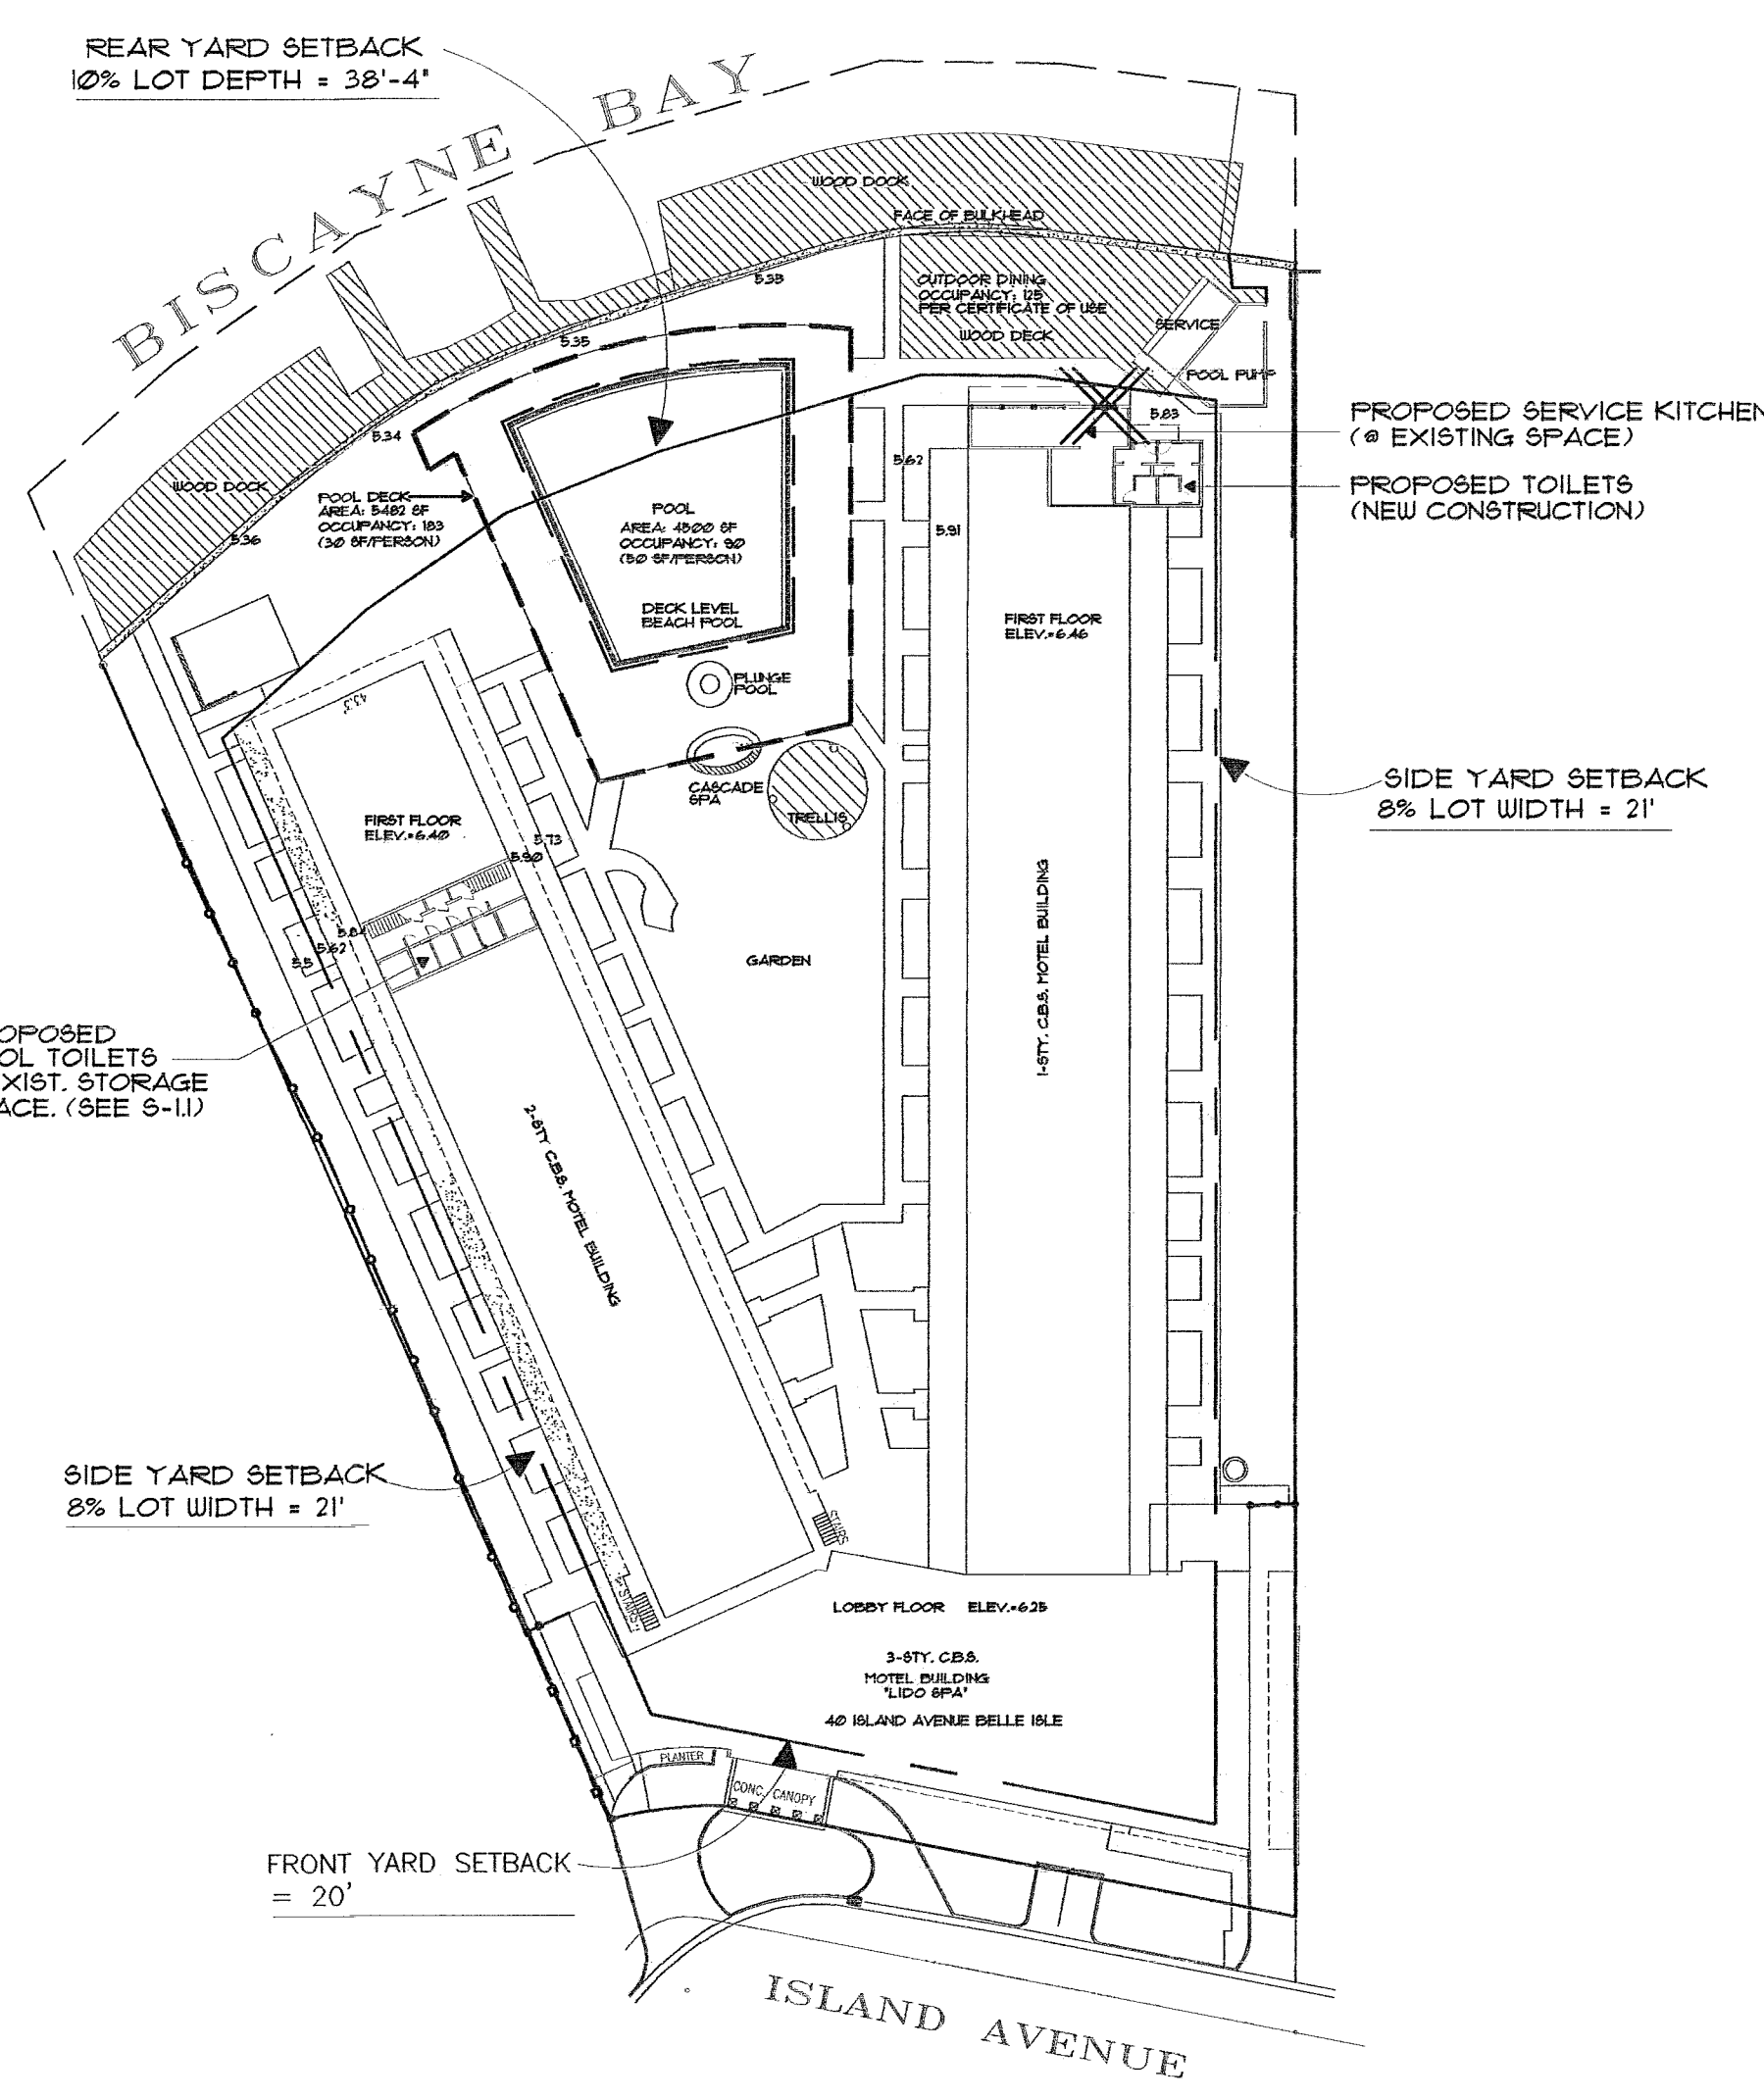 REAR YARD SETBACK
10% LOT DEPTH = 38'-4"
BISCAYNE BAY
WOOD DOCK
FACE OF BULKHEAD
5.35
OUTDOOR DINING
OCCUPANCY: 125
PER CERTIFICATE OF USE
WOOD DECK
SERVICE
POOL PUMP
5.35
5.34
5.83
PROPOSED SERVICE KITCHEN
(@ EXISTING SPACE)
PROPOSED TOILETS
(NEW CONSTRUCTION)
WOOD DOCK
5.36
POOL DECK
AREA: 5482 SF
OCCUPANCY: 183
(30 SF/PERSON)
POOL
AREA: 4500 SF
OCCUPANCY: 90
(50 SF/PERSON)
DECK LEVEL
BEACH POOL
5.62
5.91
FIRST FLOOR
ELEV.=6.46
PLUNGE
POOL
43.5'
CASCADE
SPA
TRELLIS
SIDE YARD SETBACK
8% LOT WIDTH = 21'
FIRST FLOOR
ELEV.=6.40
5.73
5.90
5.84
5.62
5.5
GARDEN
1-STY. C.B.S. MOTEL BUILDING
OPOSED
OL TOILETS
XIST. STORAGE
ACE. (SEE S-1.1)
2-STY C.B.S. MOTEL BUILDING
SIDE YARD SETBACK
8% LOT WIDTH = 21'
STAIRS
STAIRS
LOBBY FLOOR ELEV.=6.25
3-STY. C.B.S.
MOTEL BUILDING
"LIDO SPA"
40 ISLAND AVENUE BELLE ISLE
PLANTER
CONC. CANOPY
FRONT YARD SETBACK
= 20'
ISLAND AVENUE